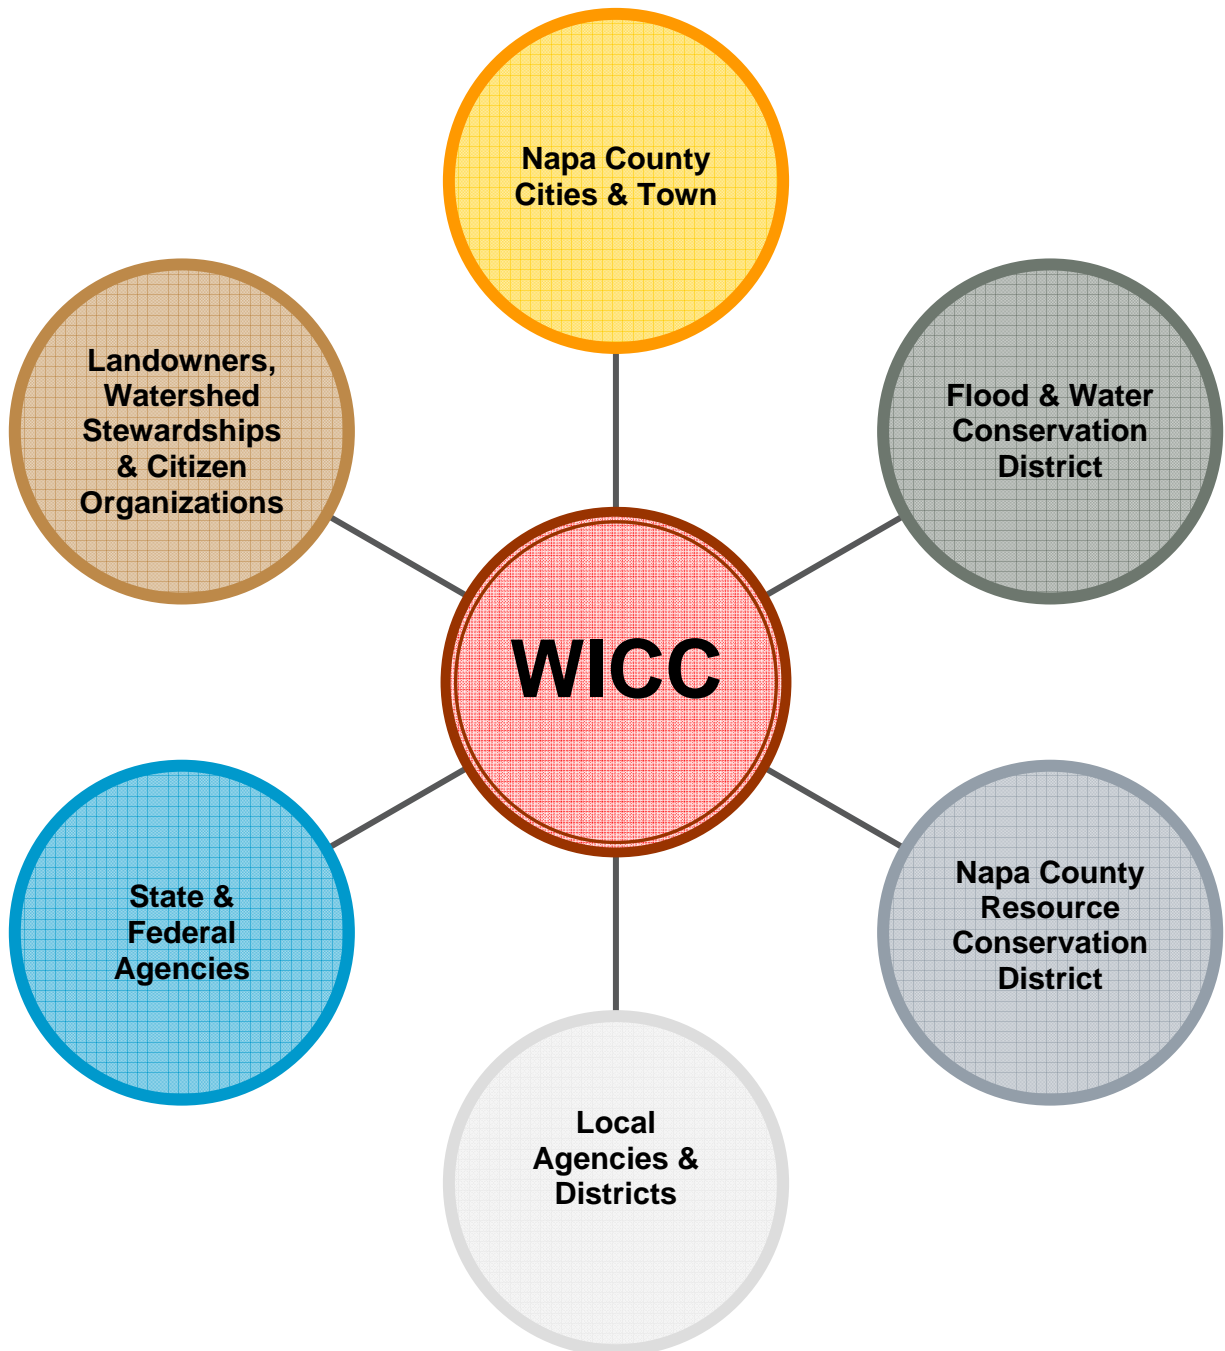 Napa County
Cities & Town
Landowners,
Watershed
Stewardships
& Citizen
Organizations
Flood & Water
Conservation
District
WICC
State &
Federal
Agencies
Napa County
Resource
Conservation
District
Local
Agencies &
Districts